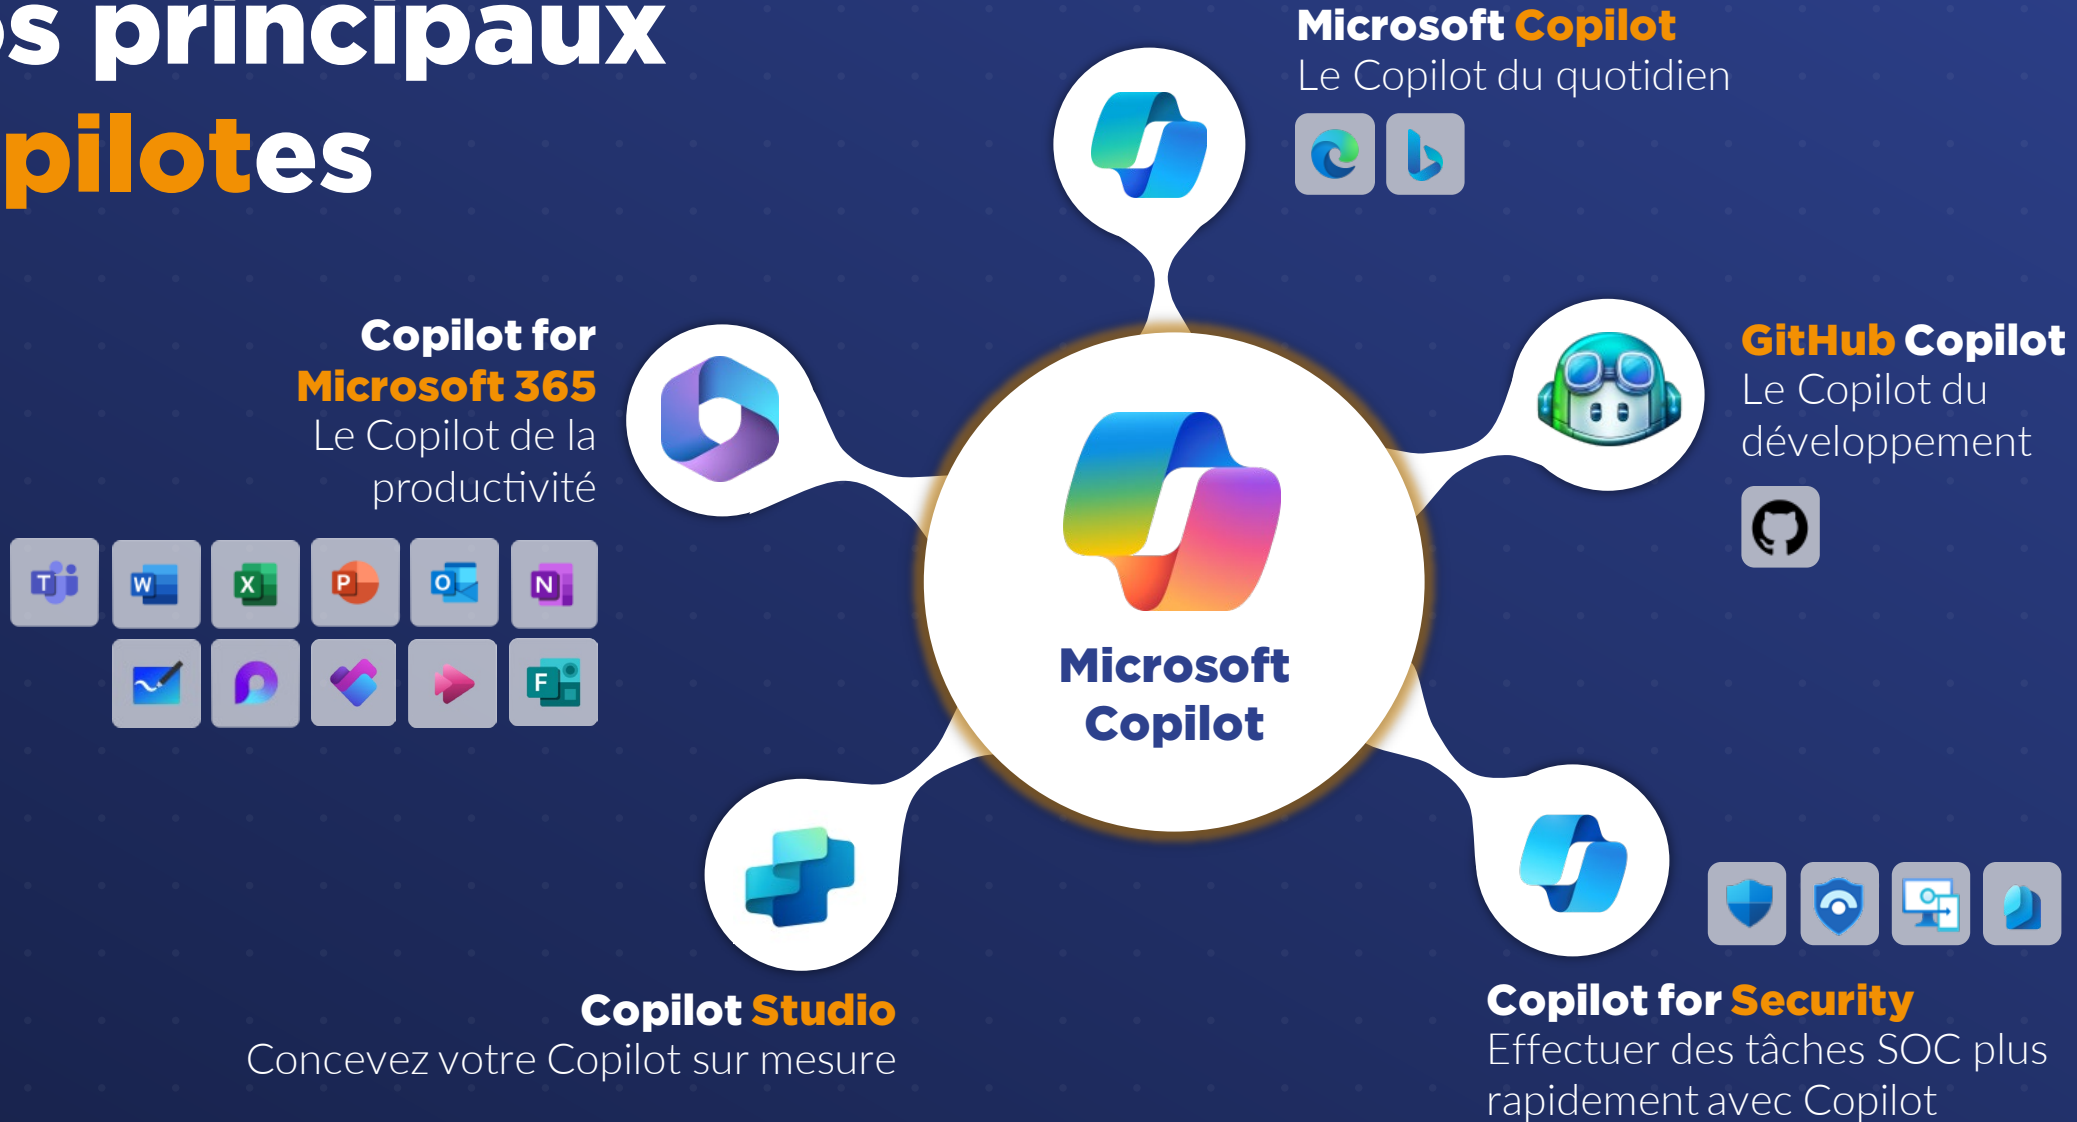 os principaux
pilotes
Microsoft Copilot
Le Copilot du quotidien
Copilot for
Microsoft 365
Le Copilot de la
productivité
GitHub Copilot
Le Copilot du
développement
T
W
X
P
O
N
F
Microsoft
Copilot
Copilot Studio
Concevez votre Copilot sur mesure
Copilot for Security
Effectuer des tâches SOC plus
rapidement avec Copilot